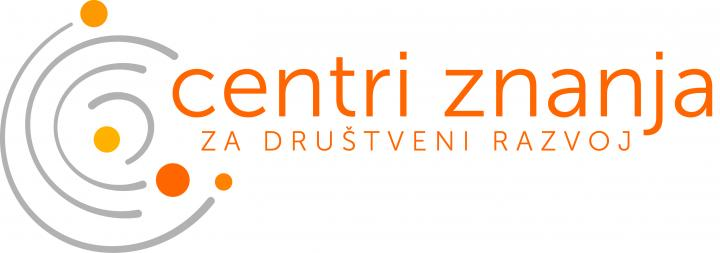 centri znanja
ZA DRUŠTVENI RAZVOJ